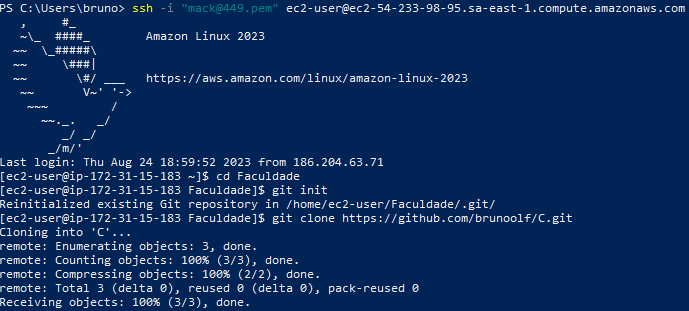 PS C:\Users\bruno> ssh -i "mack@449.pem" ec2-user@ec2-54-233-98-95.sa-east-1.compute.amazonaws.com
   ,     #_
   ~\_  ####_        Amazon Linux 2023
  ~~  \_#####\
  ~~     \###|
  ~~       \#/ ___   https://aws.amazon.com/linux/amazon-linux-2023
   ~~       V~' '->
    ~~~         /
      ~~._.   _/
         _/ _/
       _/m/'
Last login: Thu Aug 24 18:59:52 2023 from 186.204.63.71
[ec2-user@ip-172-31-15-183 ~]$ cd Faculdade
[ec2-user@ip-172-31-15-183 Faculdade]$ git init
Reinitialized existing Git repository in /home/ec2-user/Faculdade/.git/
[ec2-user@ip-172-31-15-183 Faculdade]$ git clone https://github.com/brunoolf/C.git
Cloning into 'C'...
remote: Enumerating objects: 3, done.
remote: Counting objects: 100% (3/3), done.
remote: Compressing objects: 100% (2/2), done.
remote: Total 3 (delta 0), reused 0 (delta 0), pack-reused 0
Receiving objects: 100% (3/3), done.